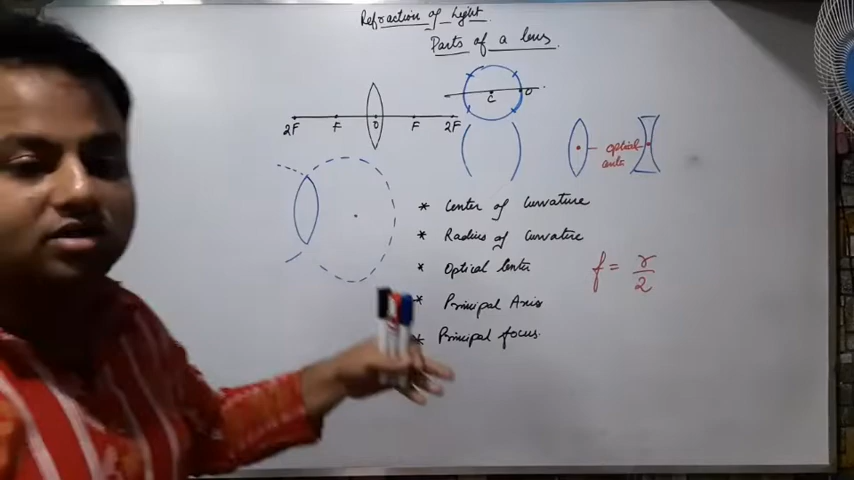 Refraction of Light
Parts of a lens
2F F O F 2F
C O
optical
* Center of Curvature
* Radius of Curvature
* Optical Center
* Principal Axis
* Principal focus.
f = r/2